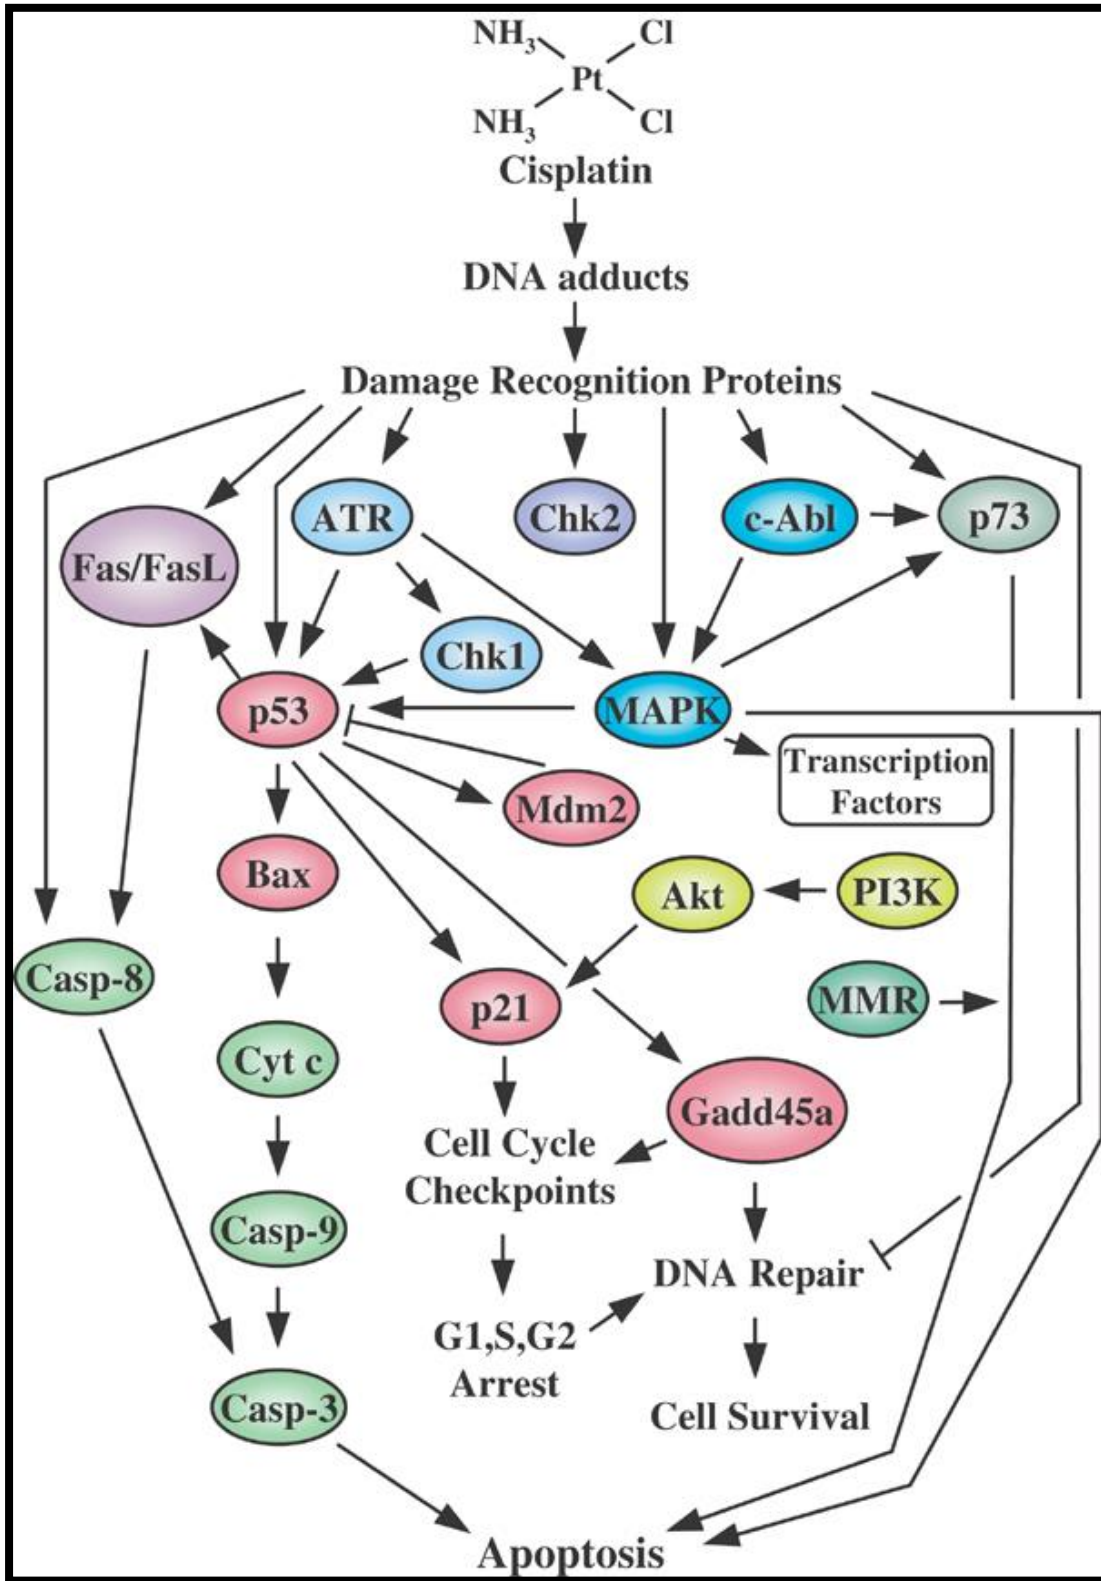 NH3 Cl
Pt
NH3 Cl
Cisplatin
DNA adducts
Damage Recognition Proteins
ATR
Chk2
c-Abl
p73
Fas/FasL
Chk1
p53
MAPK
Transcription
Factors
Mdm2
Bax
Akt
PI3K
Casp-8
p21
MMR
Cyt c
Gadd45a
Cell Cycle
Checkpoints
Casp-9
DNA Repair
G1,S,G2
Arrest
Casp-3
Cell Survival
Apoptosis